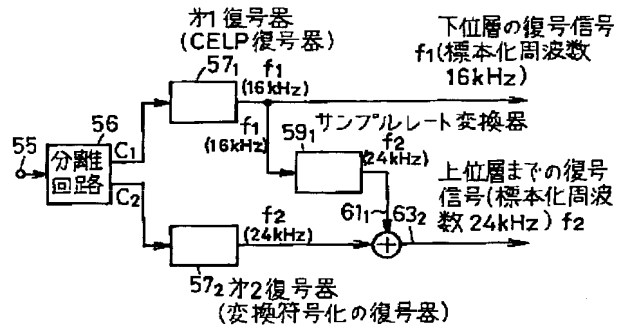 才1復号器
(CELP復号器)
57₁
f1
(16kHz)
下位層の復号信号
f1(標本化周波数
16kHz)
f1
(16kHz)
サンプルレート変換器
59₁
f2
(24kHz)
55
56
分離
回路
C₁
C₂
上位層までの復号
信号(標本化周波
数24kHz) f2
61₁~
63₂
f2
(24kHz)
57₂ 才2復号器
(変換符号化の復号器)